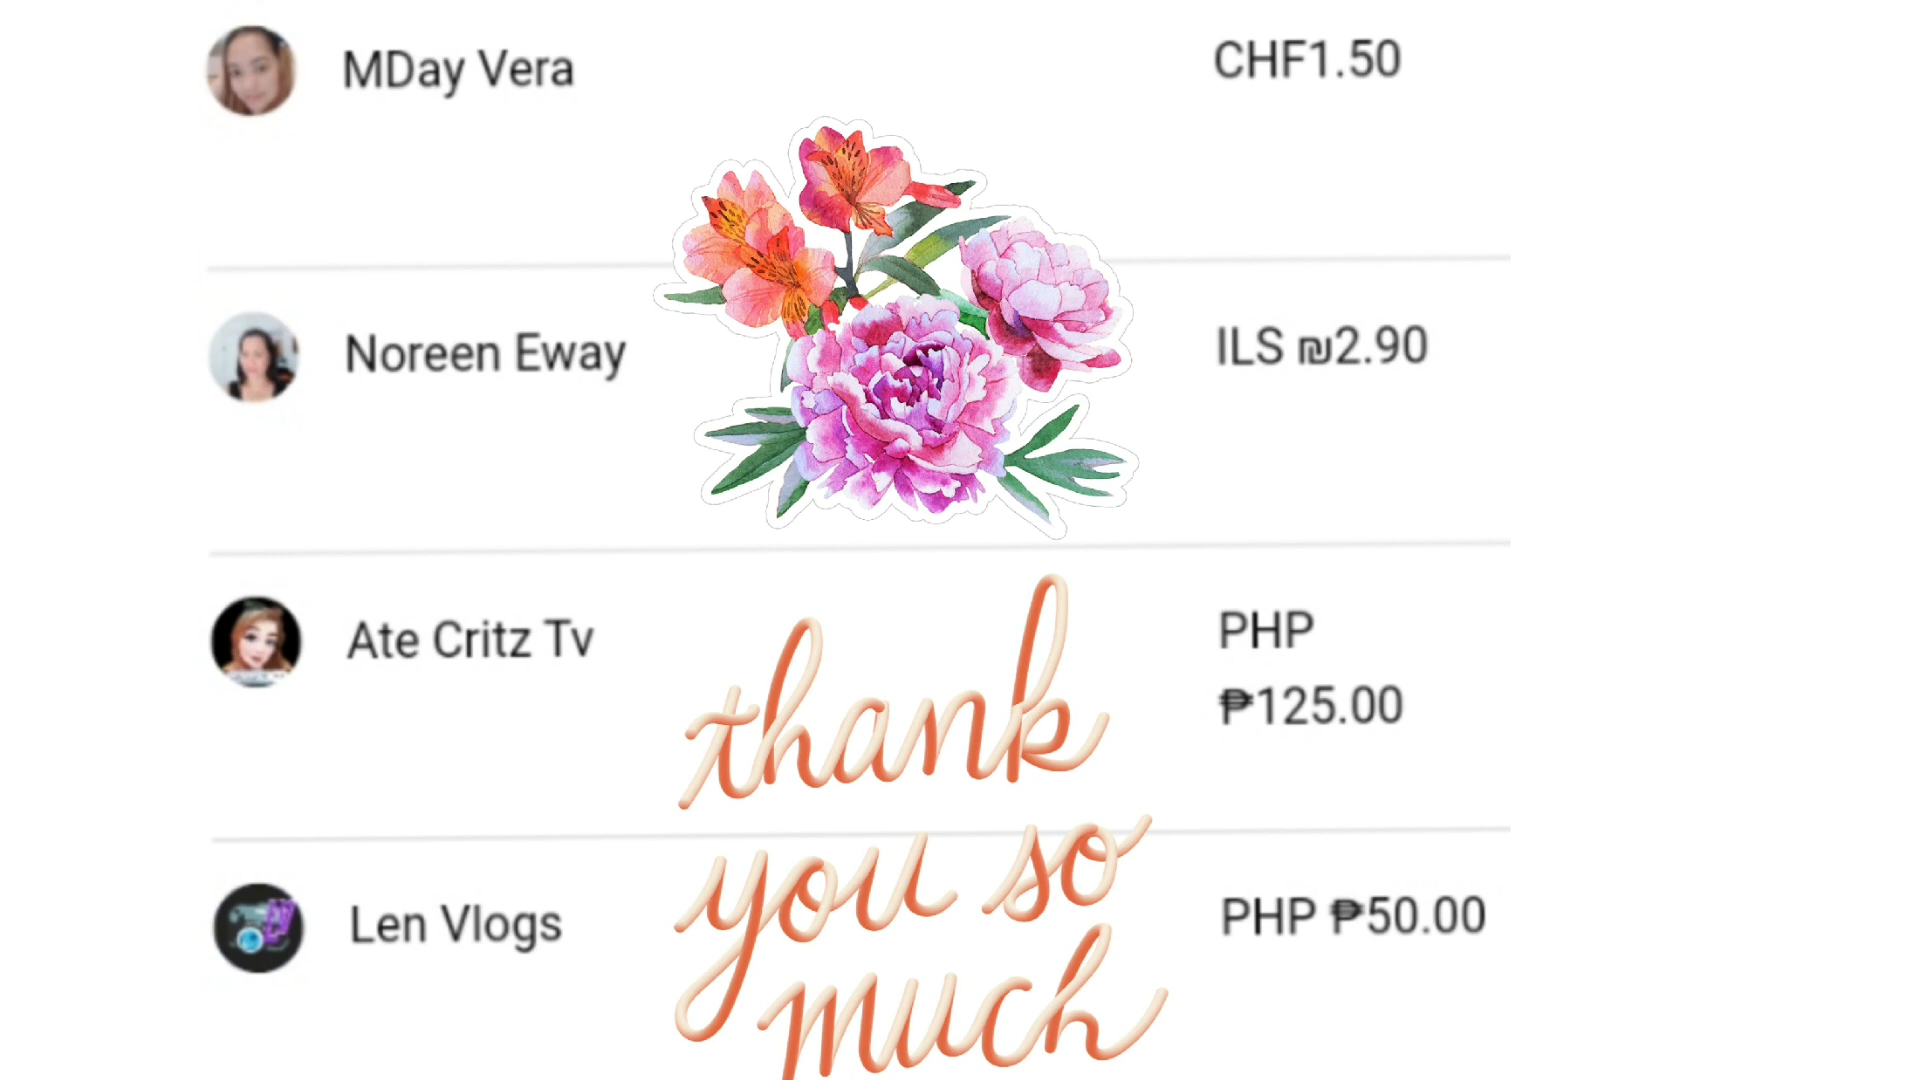 MDay Vera CHF1.50
Noreen Eway ILS ₪2.90
Ate Critz Tv PHP
₱125.00
thank
you so
much
Len Vlogs PHP ₱50.00